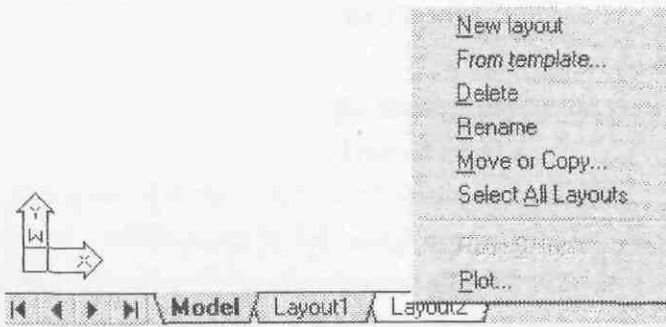 New layout
From template...
Delete
Rename
Move or Copy...
Select All Layouts
Plot...
Y
W
X
Model Layout1 Layout2